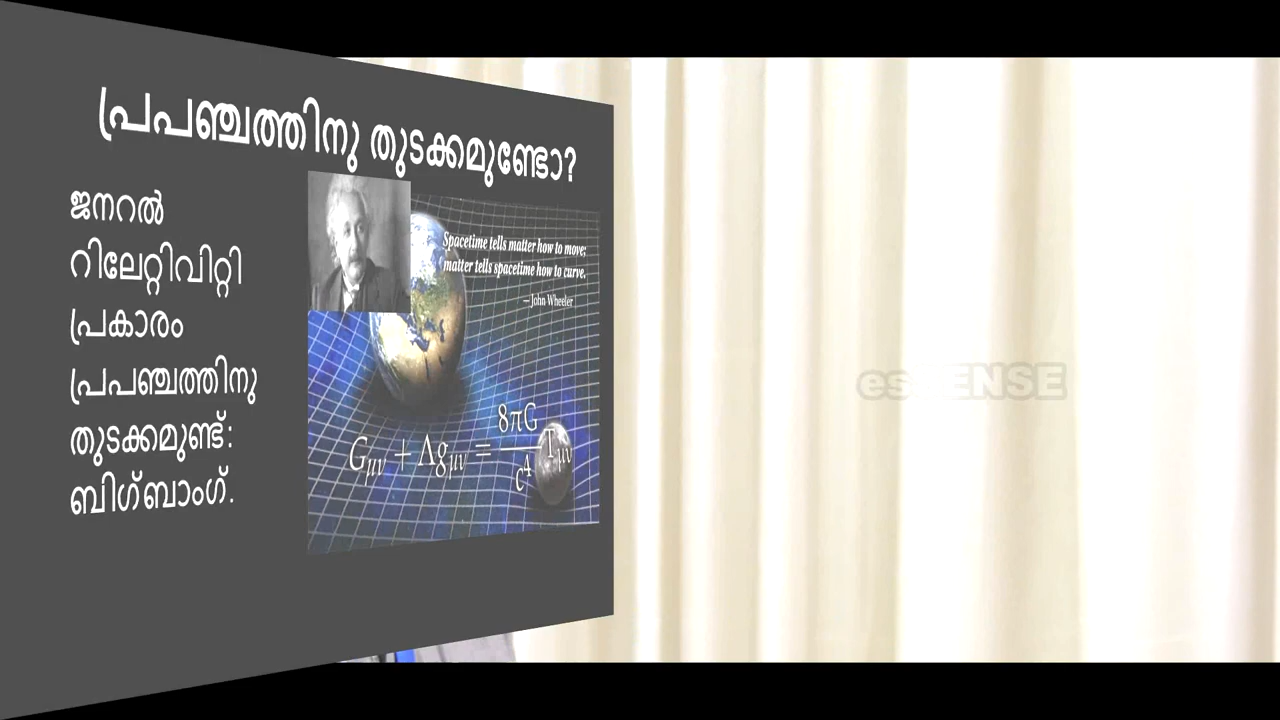 പ്രപഞ്ചത്തിനു തുടക്കമുണ്ടോ?
ജനറൽ
റിലേറ്റിവിറ്റി
പ്രകാരം
പ്രപഞ്ചത്തിനു
തുടക്കമുണ്ട്:
ബിഗ്ബാംഗ്.
Spacetime tells matter how to move;
matter tells spacetime how to curve.
— John Wheeler
Gμν + Λgμν = 8πG/c⁴ Tμν